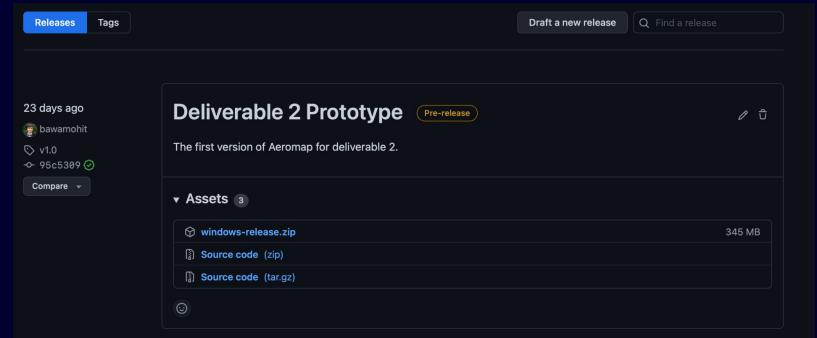 Releases Tags Draft a new release Find a release
23 days ago
bawamohit
v1.0
95c5309
Compare
Deliverable 2 Prototype Pre-release
The first version of Aeromap for deliverable 2.
Assets 3
windows-release.zip 345 MB
Source code (zip)
Source code (tar.gz)